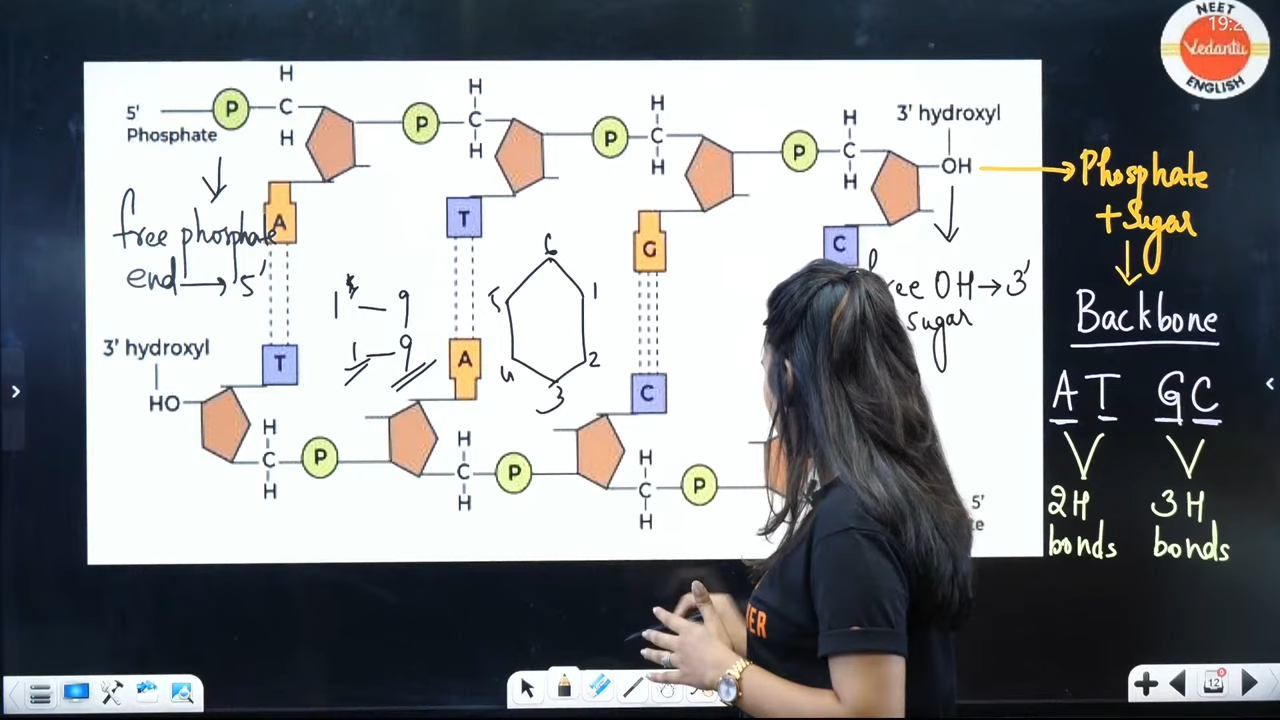 NEET
19:2
Vedantu
ENGLISH
5'
Phosphate
P
H
C
H
P
H
C
H
P
H
C
H
P
H
C
H
3' hydroxyl
OH
Phosphate
+ Sugar
Backbone
A T G C
2H 3H
bonds bonds
free phosphate
end → 5'
A
T
G
C
free OH → 3'
sugar
1 – 9
1 – 9
6
5
1
4
2
3
3' hydroxyl
HO
T
A
C
H
C
H
P
H
C
H
P
H
C
H
P
5'
12